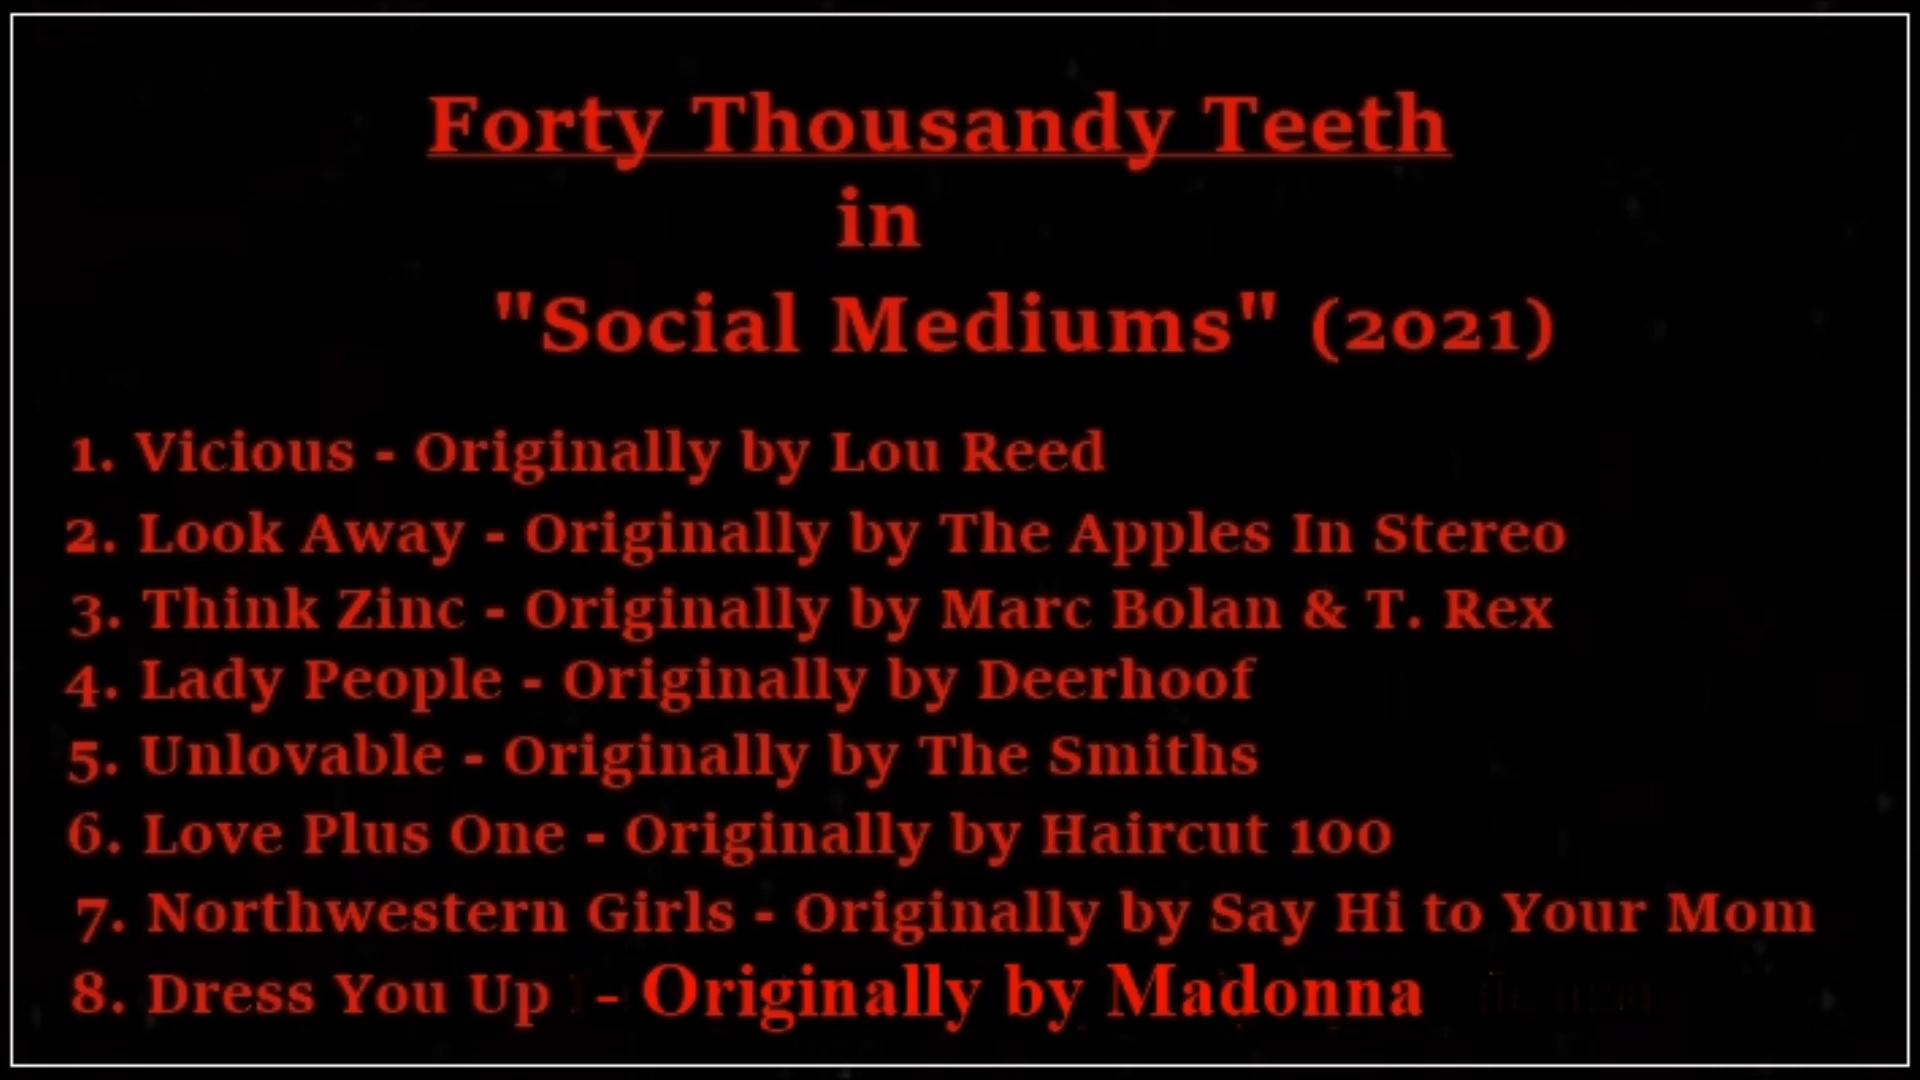 Forty Thousandy Teeth
in
"Social Mediums" (2021)
1. Vicious - Originally by Lou Reed
2. Look Away - Originally by The Apples In Stereo
3. Think Zinc - Originally by Marc Bolan & T. Rex
4. Lady People - Originally by Deerhoof
5. Unlovable - Originally by The Smiths
6. Love Plus One - Originally by Haircut 100
7. Northwestern Girls - Originally by Say Hi to Your Mom
8. Dress You Up - Originally by Madonna